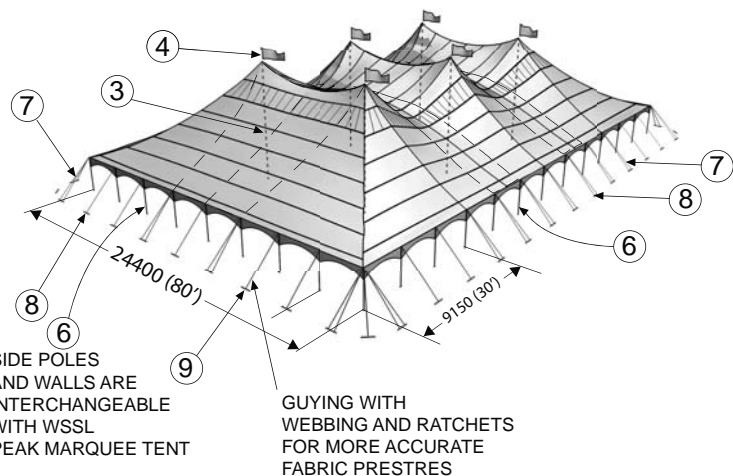 4
3
7
7
8
6
24400 (80')
9150 (30')
8
6
9
SIDE POLES
AND WALLS ARE
INTERCHANGEABLE
WITH WSSL
PEAK MARQUEE TENT
GUYING WITH
WEBBING AND RATCHETS
FOR MORE ACCURATE
FABRIC PRESTRES